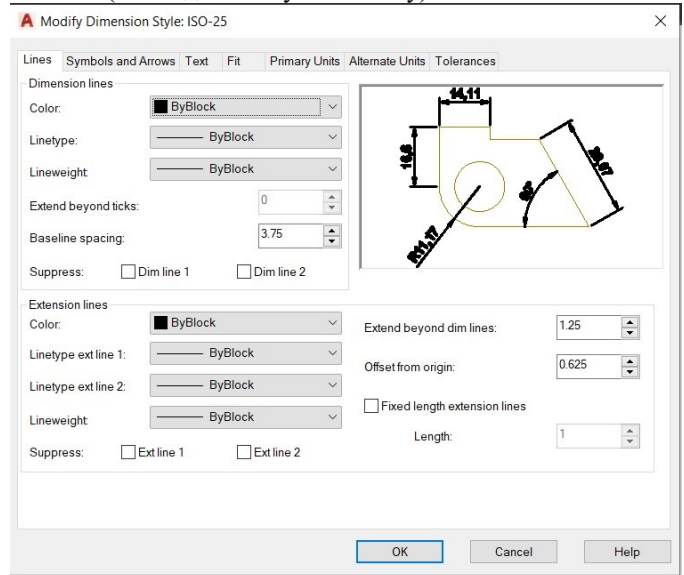 Modify Dimension Style: ISO-25
Lines Symbols and Arrows Text Fit Primary Units Alternate Units Tolerances
Dimension lines
Color: ByBlock
Linetype: ByBlock
Lineweight: ByBlock
Extend beyond ticks: 0
Baseline spacing: 3.75
Suppress: Dim line 1 Dim line 2
14,11
16,6
R11,17
Extension lines
Color: ByBlock
Linetype ext line 1: ByBlock
Linetype ext line 2: ByBlock
Lineweight: ByBlock
Suppress: Ext line 1 Ext line 2
Extend beyond dim lines: 1.25
Offset from origin: 0.625
Fixed length extension lines
Length: 1
OK Cancel Help